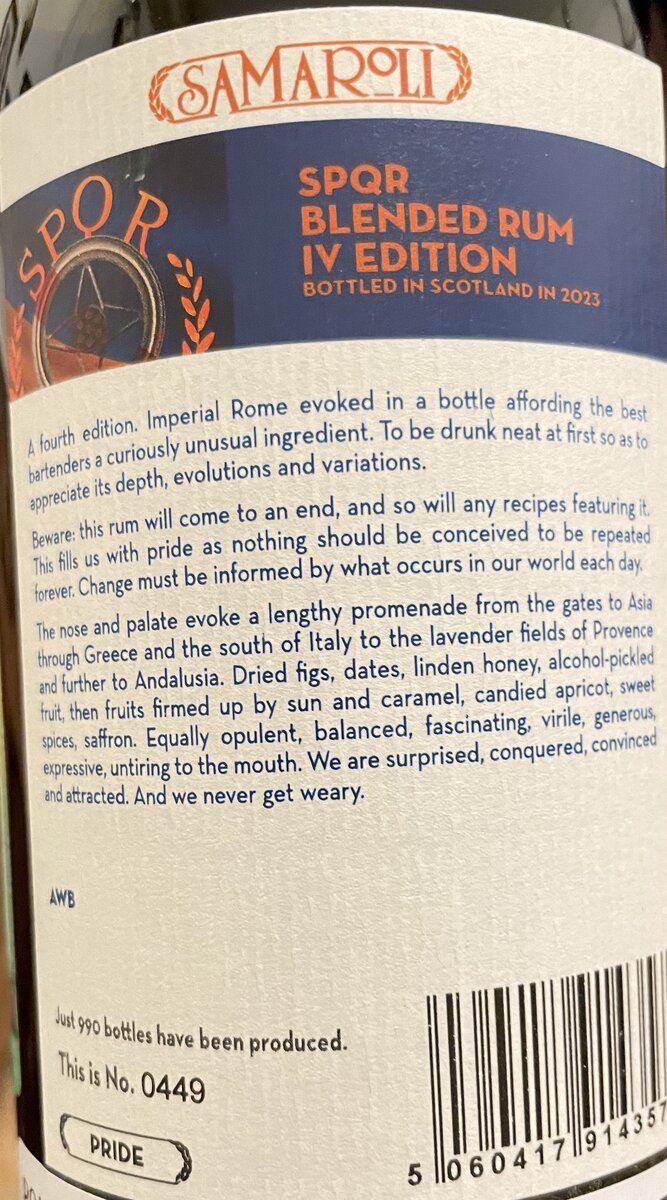 SAMAROLI
SPQR
SPQR
BLENDED RUM
IV EDITION
BOTTLED IN SCOTLAND IN 2023
A fourth edition. Imperial Rome evoked in a bottle affording the best
bartenders a curiously unusual ingredient. To be drunk neat at first so as to
appreciate its depth, evolutions and variations.
Beware: this rum will come to an end, and so will any recipes featuring it.
This fills us with pride as nothing should be conceived to be repeated
forever. Change must be informed by what occurs in our world each day.
The nose and palate evoke a lengthy promenade from the gates to Asia
through Greece and the south of Italy to the lavender fields of Provence
and further to Andalusia. Dried figs, dates, linden honey, alcohol-pickled
fruit, then fruits firmed up by sun and caramel, candied apricot, sweet
spices, saffron. Equally opulent, balanced, fascinating, virile, generous,
expressive, untiring to the mouth. We are surprised, conquered, convinced
and attracted. And we never get weary.
AWB
Just 990 bottles have been produced.
This is No. 0449
PRIDE
5 060417 914357